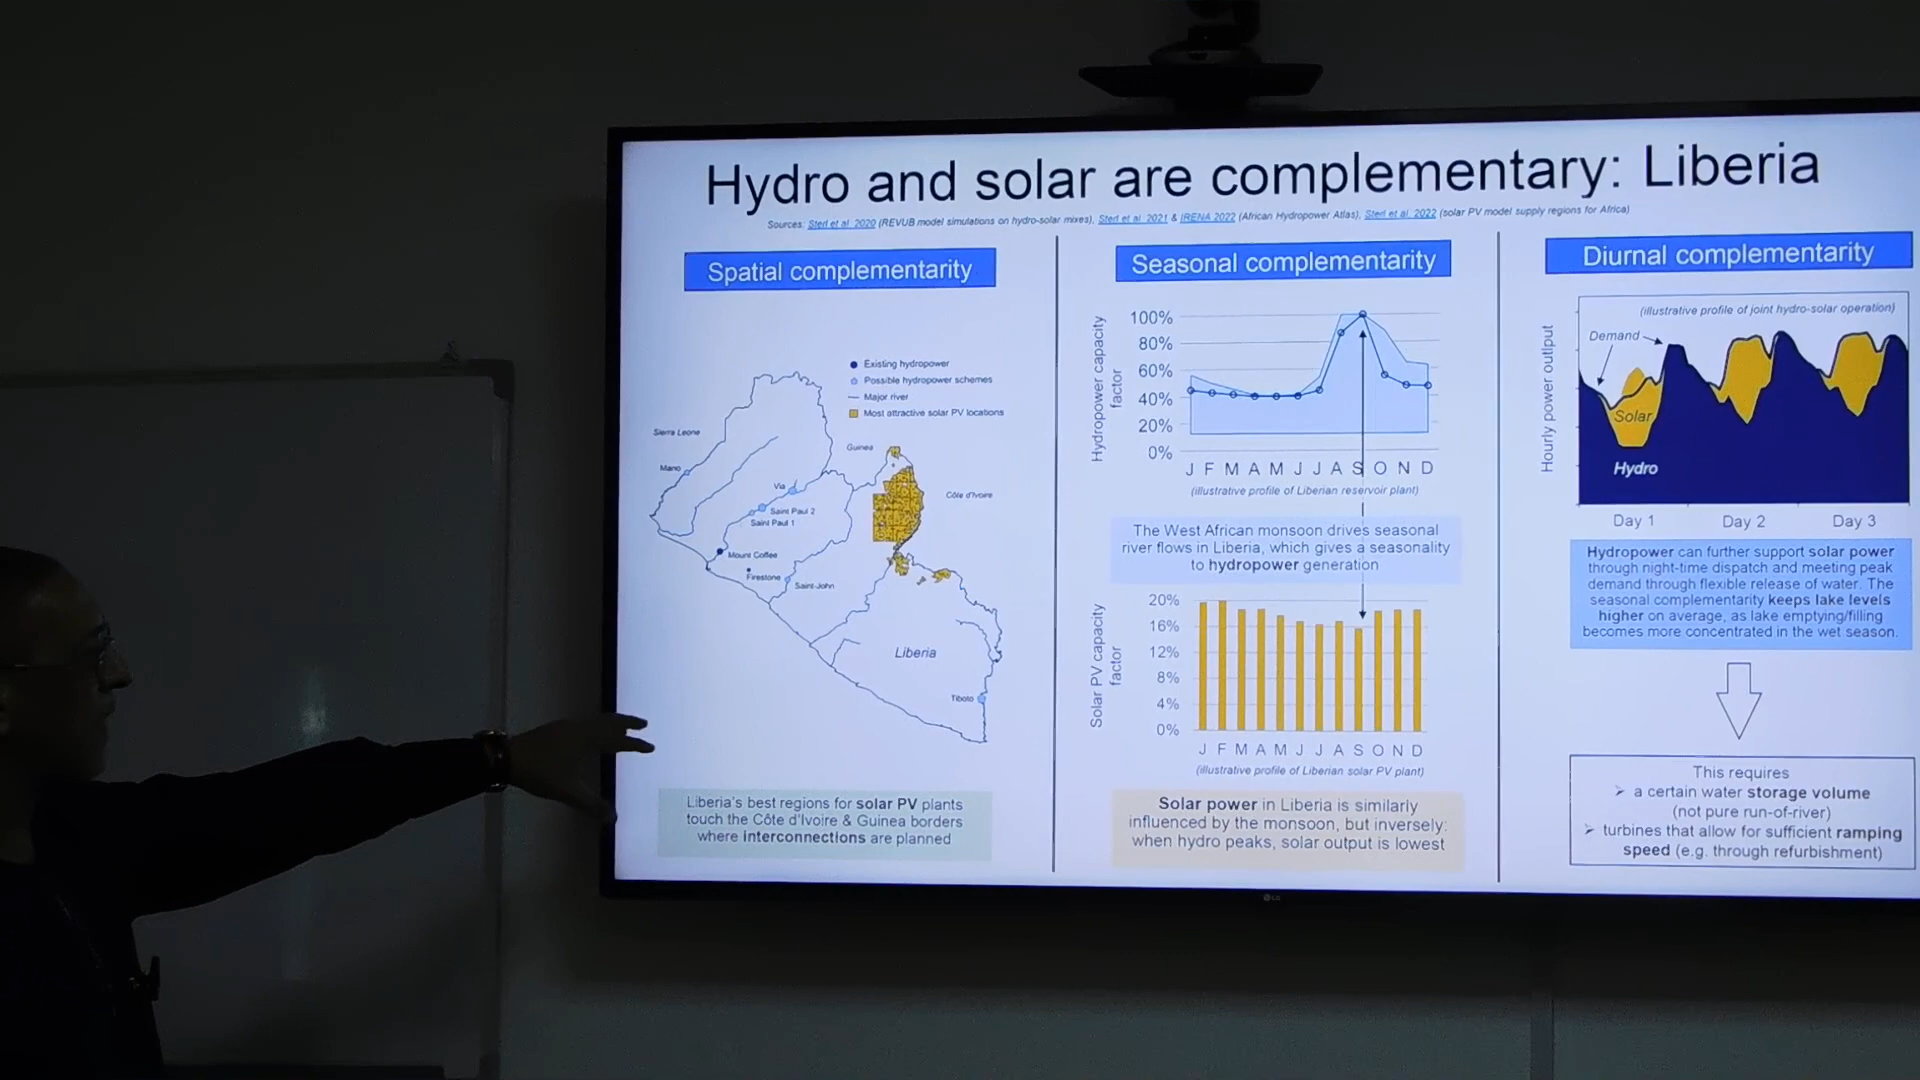 Hydro and solar are complementary: Liberia
Sources: Sterl et al. 2020 (REVUB model simulations on hydro-solar mixes), Sterl et al. 2021 & IRENA 2022 (African Hydropower Atlas), Sterl et al. 2022 (solar PV model supply regions for Africa)
Spatial complementarity
Existing hydropower
Possible hydropower schemes
Major river
Most attractive solar PV locations
Sierra Leone
Guinea
Mano
Côte d'Ivoire
Via
Saint Paul 2
Saint Paul 1
Mount Coffee
Firestone
Saint-John
Liberia
Tiboto
Liberia's best regions for solar PV plants
touch the Côte d'Ivoire & Guinea borders
where interconnections are planned
Seasonal complementarity
Hydropower capacity
factor
100%
80%
60%
40%
20%
0%
J F M A M J J A S O N D
(illustrative profile of Liberian reservoir plant)
The West African monsoon drives seasonal
river flows in Liberia, which gives a seasonality
to hydropower generation
Solar PV capacity
factor
20%
16%
12%
8%
4%
0%
J F M A M J J A S O N D
(illustrative profile of Liberian solar PV plant)
Solar power in Liberia is similarly
influenced by the monsoon, but inversely:
when hydro peaks, solar output is lowest
Diurnal complementarity
(illustrative profile of joint hydro-solar operation)
Hourly power outlput
Demand
Solar
Hydro
Day 1 Day 2 Day 3
Hydropower can further support solar power
through night-time dispatch and meeting peak
demand through flexible release of water. The
seasonal complementarity keeps lake levels
higher on average, as lake emptying/filling
becomes more concentrated in the wet season.
This requires
➢ a certain water storage volume
(not pure run-of-river)
➢ turbines that allow for sufficient ramping
speed (e.g. through refurbishment)
LG